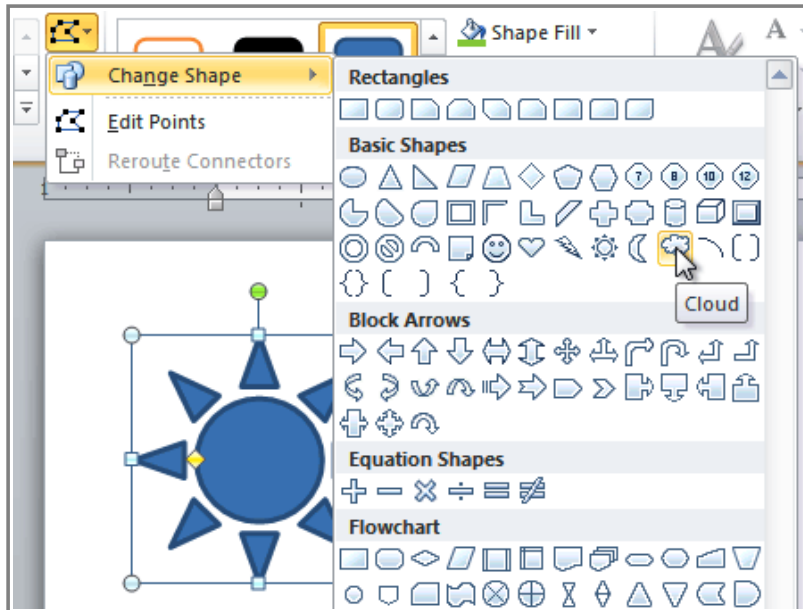 Shape Fill
A
A
Change Shape
Edit Points
Reroute Connectors
1
Rectangles
Basic Shapes
7 8 10 12
Cloud
Block Arrows
Equation Shapes
Flowchart